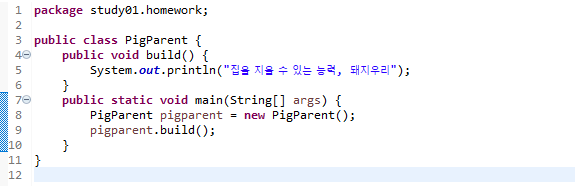 1 package study01.homework;
2
3 public class PigParent {
4 public void build() {
5 System.out.println("집을 지을 수 있는 능력, 돼지우리");
6 }
7 public static void main(String[] args) {
8 PigParent pigparent = new PigParent();
9 pigparent.build();
10 }
11 }
12